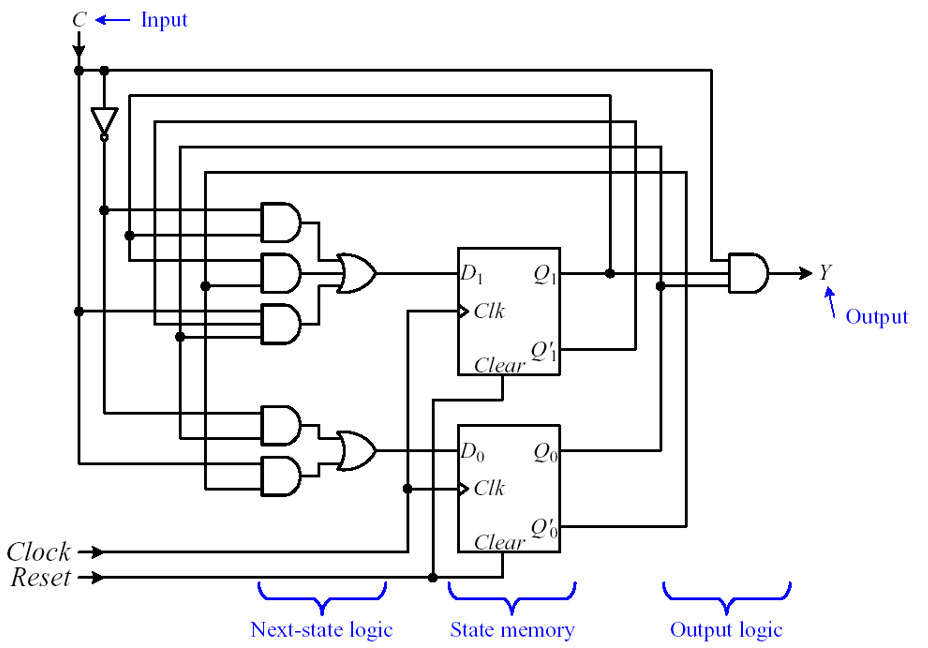 C Input
D₁ Q₁ Y
Clk
Output
Q'₁
Clear
D₀ Q₀
Clk
Q'₀
Clear
Clock
Reset
Next-state logic State memory Output logic